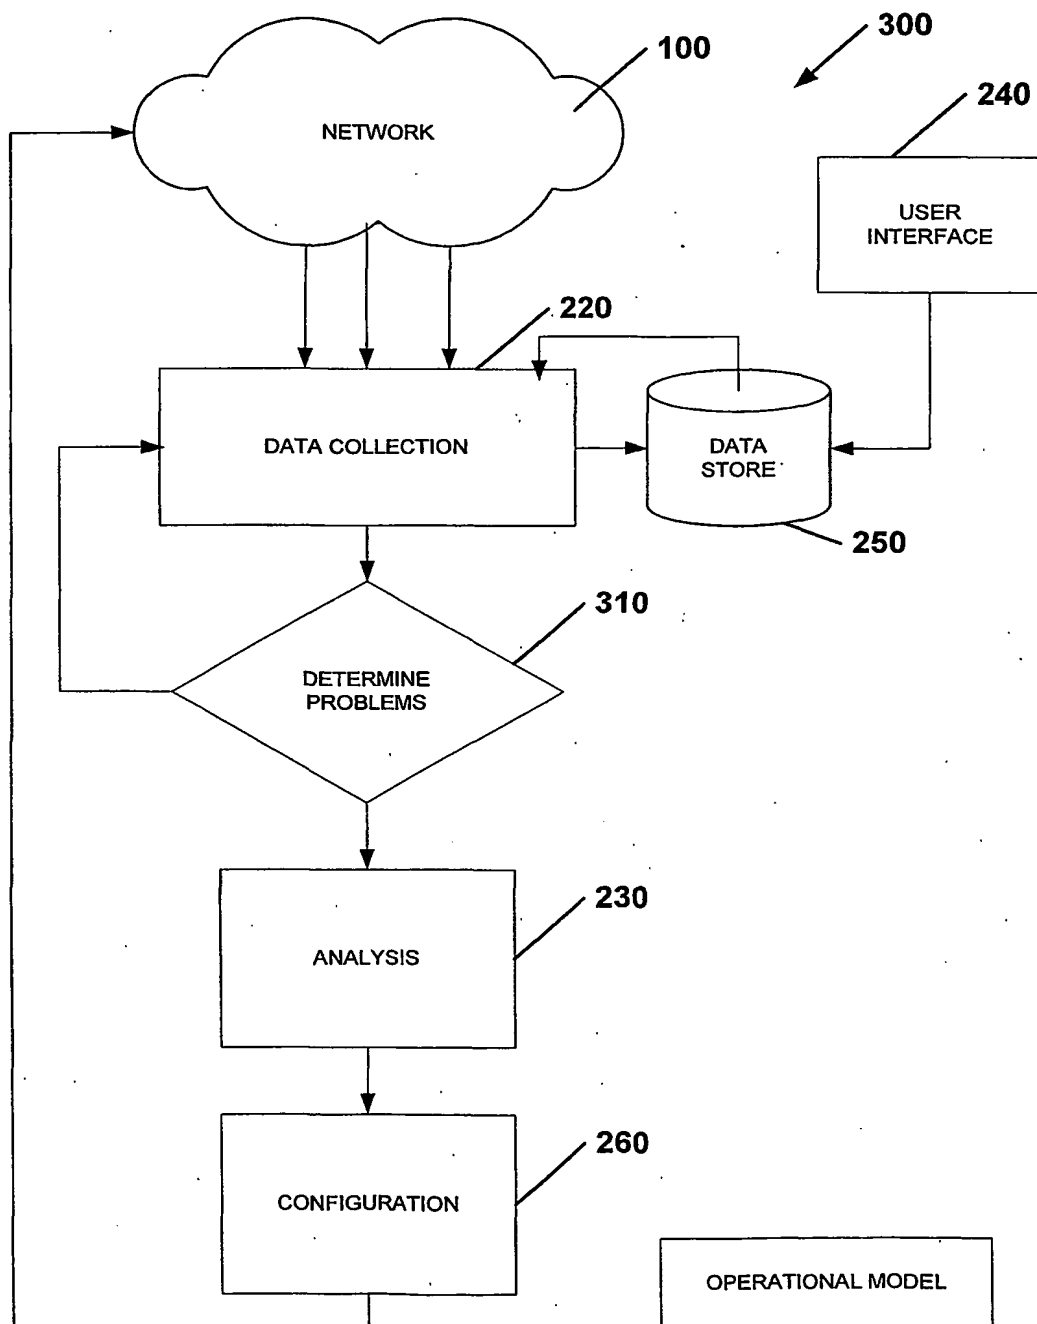 300
100
240
NETWORK
USER
INTERFACE
220
DATA COLLECTION
DATA
STORE
250
310
DETERMINE
PROBLEMS
230
ANALYSIS
260
CONFIGURATION
OPERATIONAL MODEL